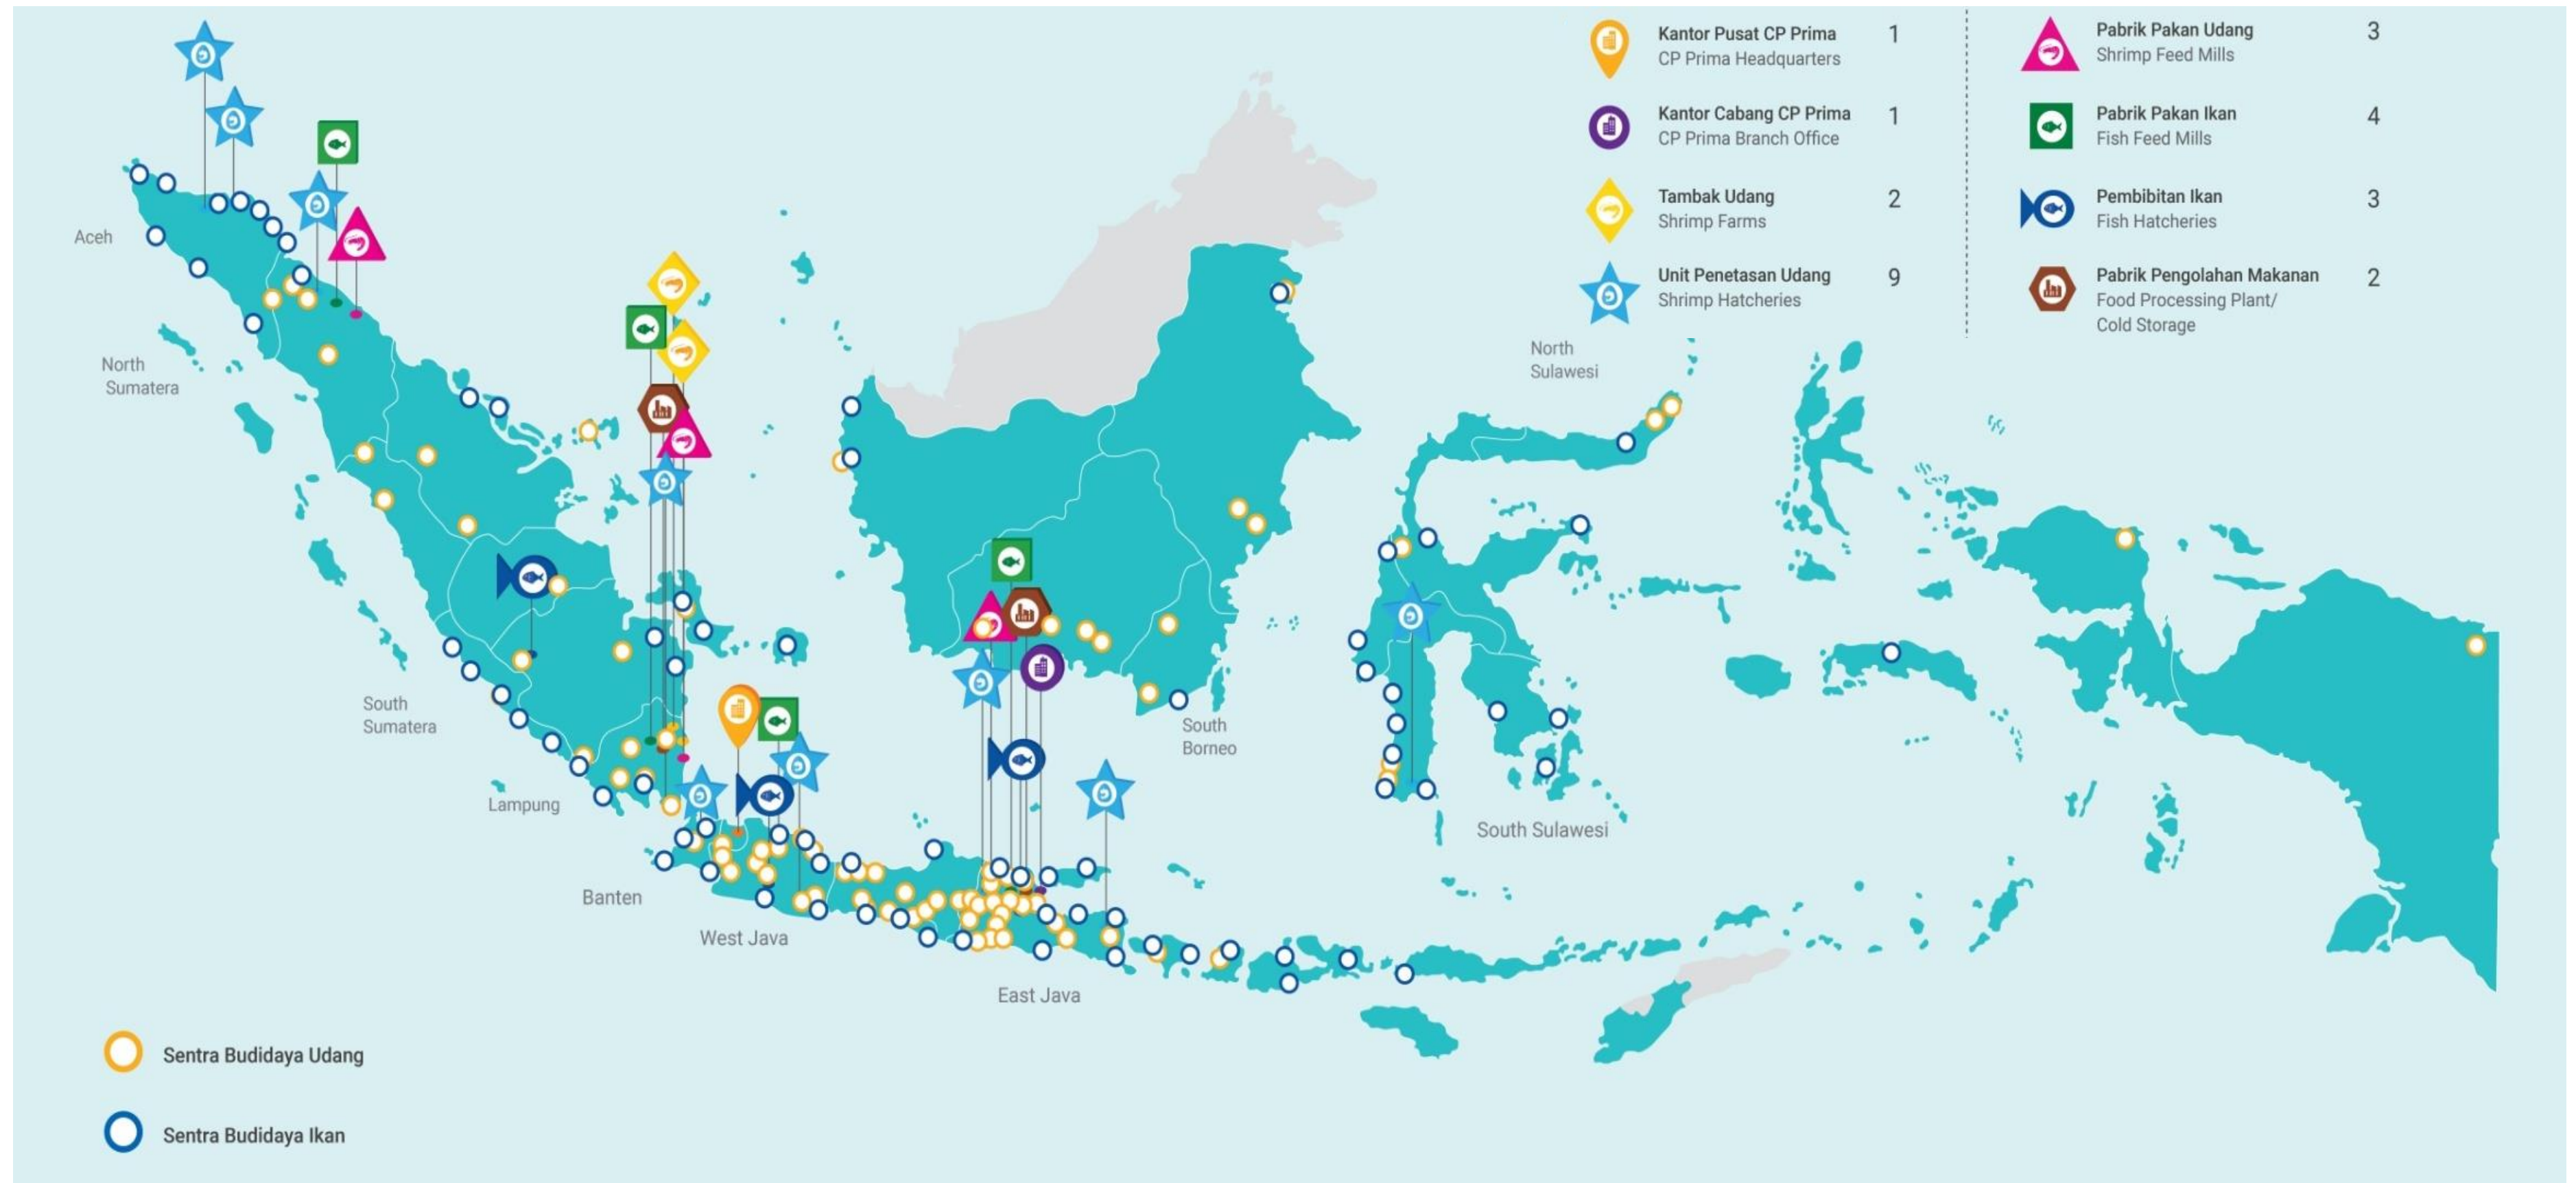 Kantor Pusat CP Prima 1
CP Prima Headquarters
Kantor Cabang CP Prima 1
CP Prima Branch Office
Tambak Udang 2
Shrimp Farms
Unit Penetasan Udang 9
Shrimp Hatcheries
Pabrik Pakan Udang 3
Shrimp Feed Mills
Pabrik Pakan Ikan 4
Fish Feed Mills
Pembibitan Ikan 3
Fish Hatcheries
Pabrik Pengolahan Makanan 2
Food Processing Plant/
Cold Storage
Aceh
North
Sumatera
South
Sumatera
Lampung
Banten
West Java
East Java
South
Borneo
North
Sulawesi
South Sulawesi
Sentra Budidaya Udang
Sentra Budidaya Ikan